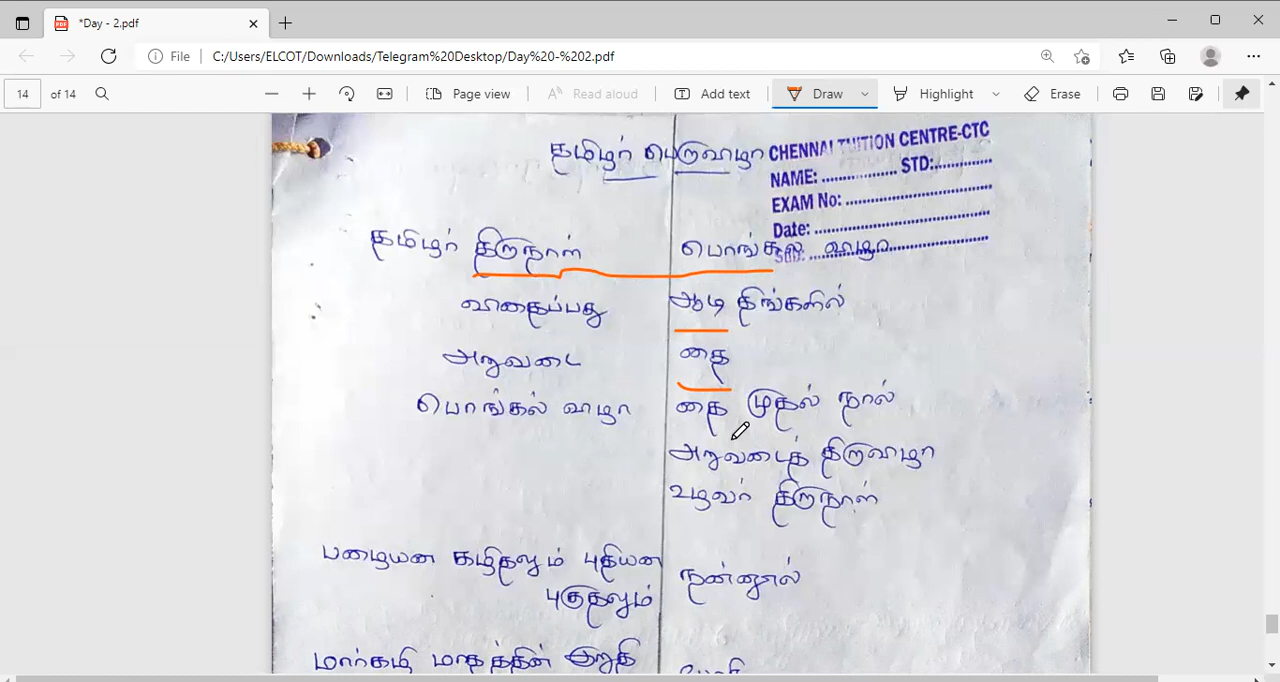 *Day - 2.pdf
File C:/Users/ELCOT/Downloads/Telegram%20Desktop/Day%20-%202.pdf
14 of 14 Page view Read aloud Add text Draw Highlight Erase
தமிழர் பெருவிழா
CHENNAI TUITION CENTRE-CTC
NAME: ................. STD:..............
EXAM No: ........................................
Date: ...............................................
தமிழர் திருநாள் பொங்கல் விழா
விதைப்பது ஆடி திங்களில்
அறுவடை தை
பொங்கல் விழா தை முதல் நாள்
அறுவடைத் திருவிழா
உழவர் திருநாள்
பழையன கழிதலும் புதியன
புகுதலும் நன்னூல்
மார்கழி மாதத்தின் இறுதி போகி